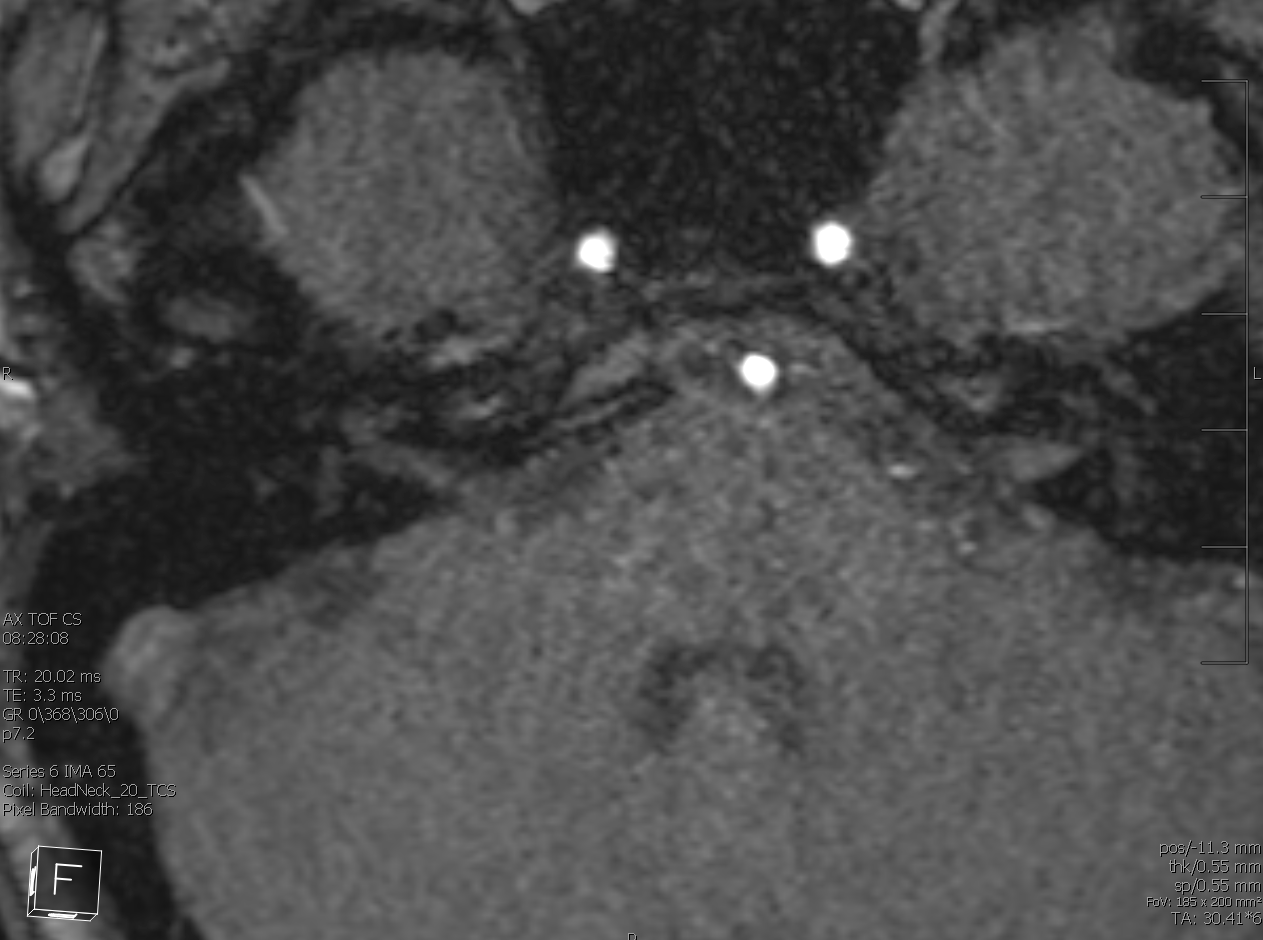 R
L
AX TOF CS
08:28:08
TR: 20.02 ms
TE: 3.3 ms
GR 0\368\306\0
p7.2
Series 6 IMA 65
Coil: HeadNeck_20_TCS
Pixel Bandwidth: 186
F
pos/-11.3 mm
thk/0.55 mm
sp/0.55 mm
FoV: 185 x 200 mm²
TA: 30.41*6